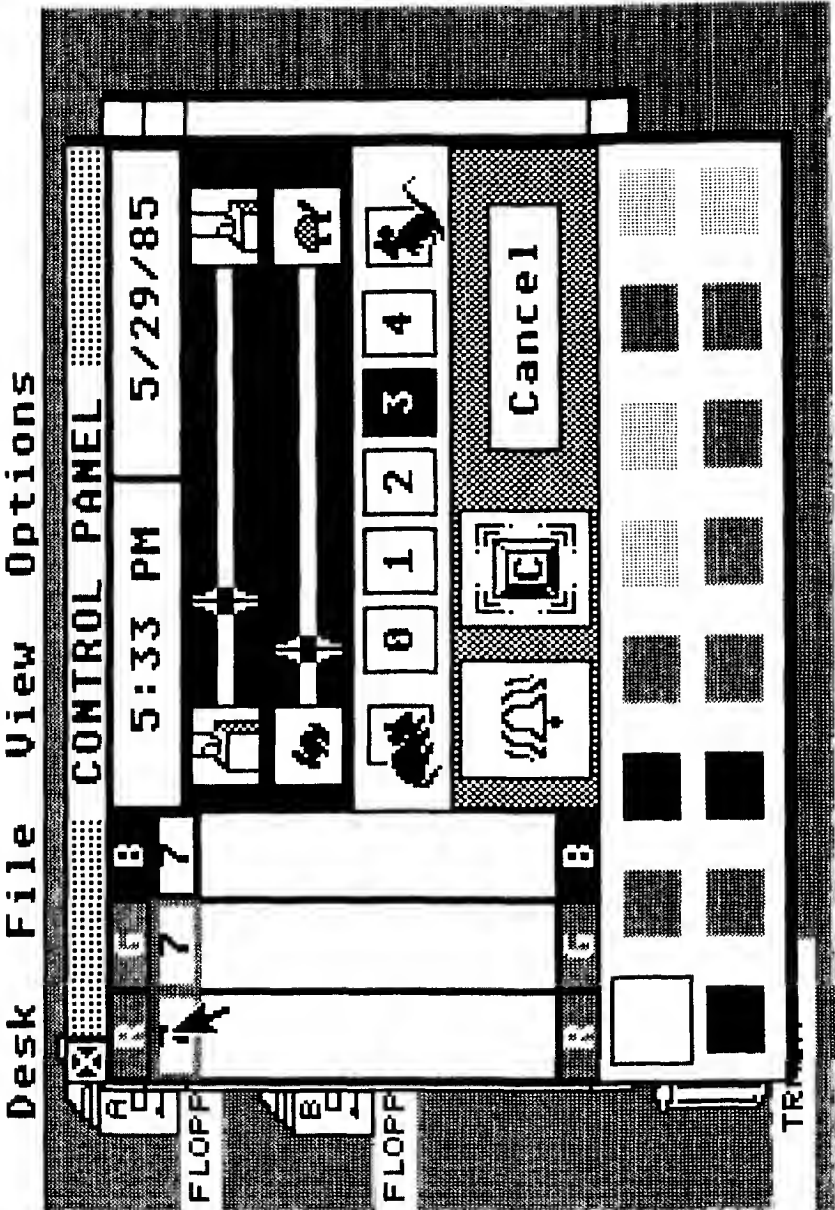 Desk File View Options
CONTROL PANEL
R G B 5:33 PM 5/29/85
7 7
0 1 2 3 4
C Cancel
R G B
A
FLOPP
B
FLOPP